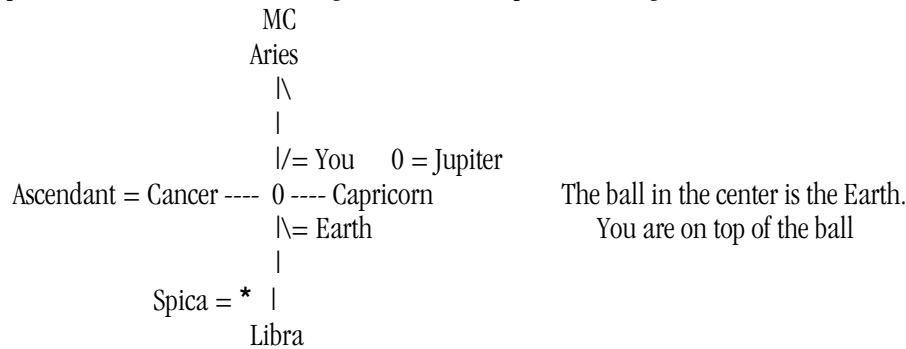 MC
Aries
|\
|
|/= You 0 = Jupiter
Ascendant = Cancer ---- 0 ---- Capricorn The ball in the center is the Earth.
|\= Earth You are on top of the ball
|
Spica = * |
Libra